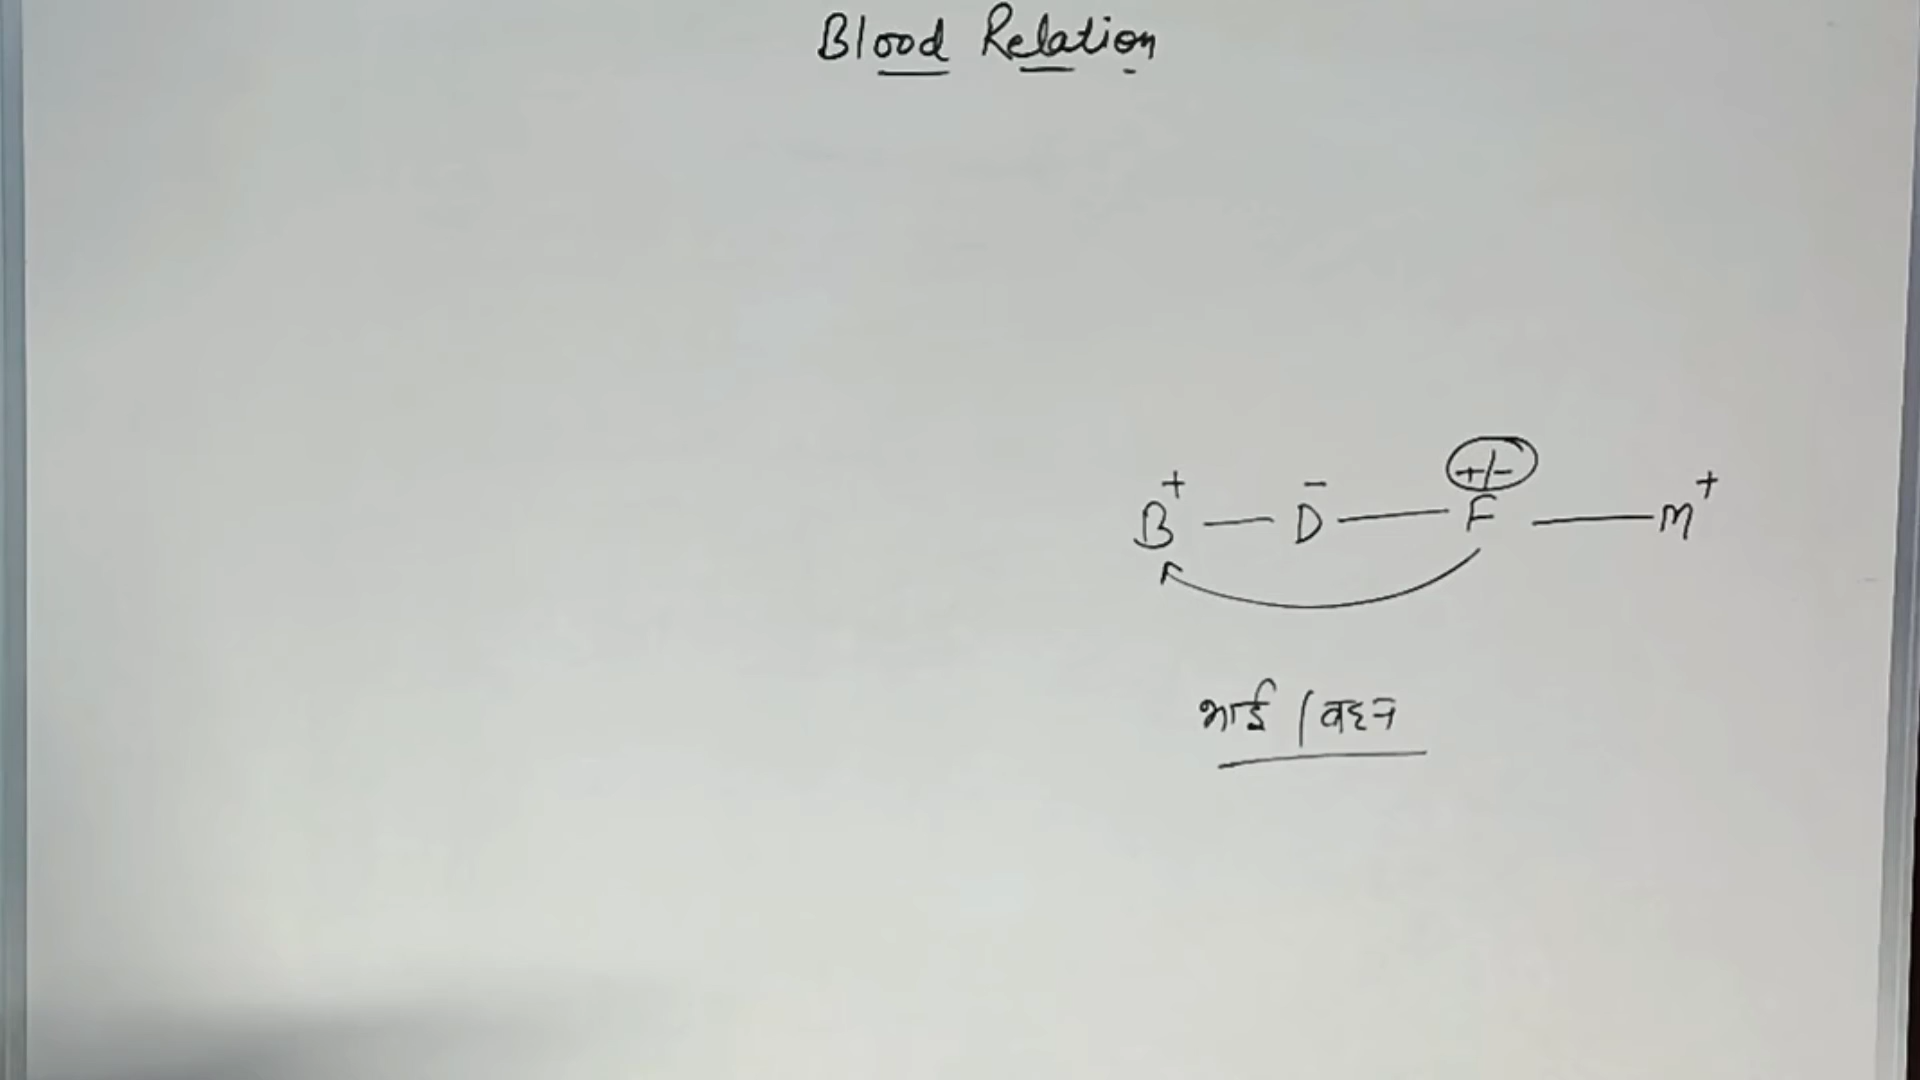 Blood Relation
+ - +/- +
B — D — F — M
भाई / बहन